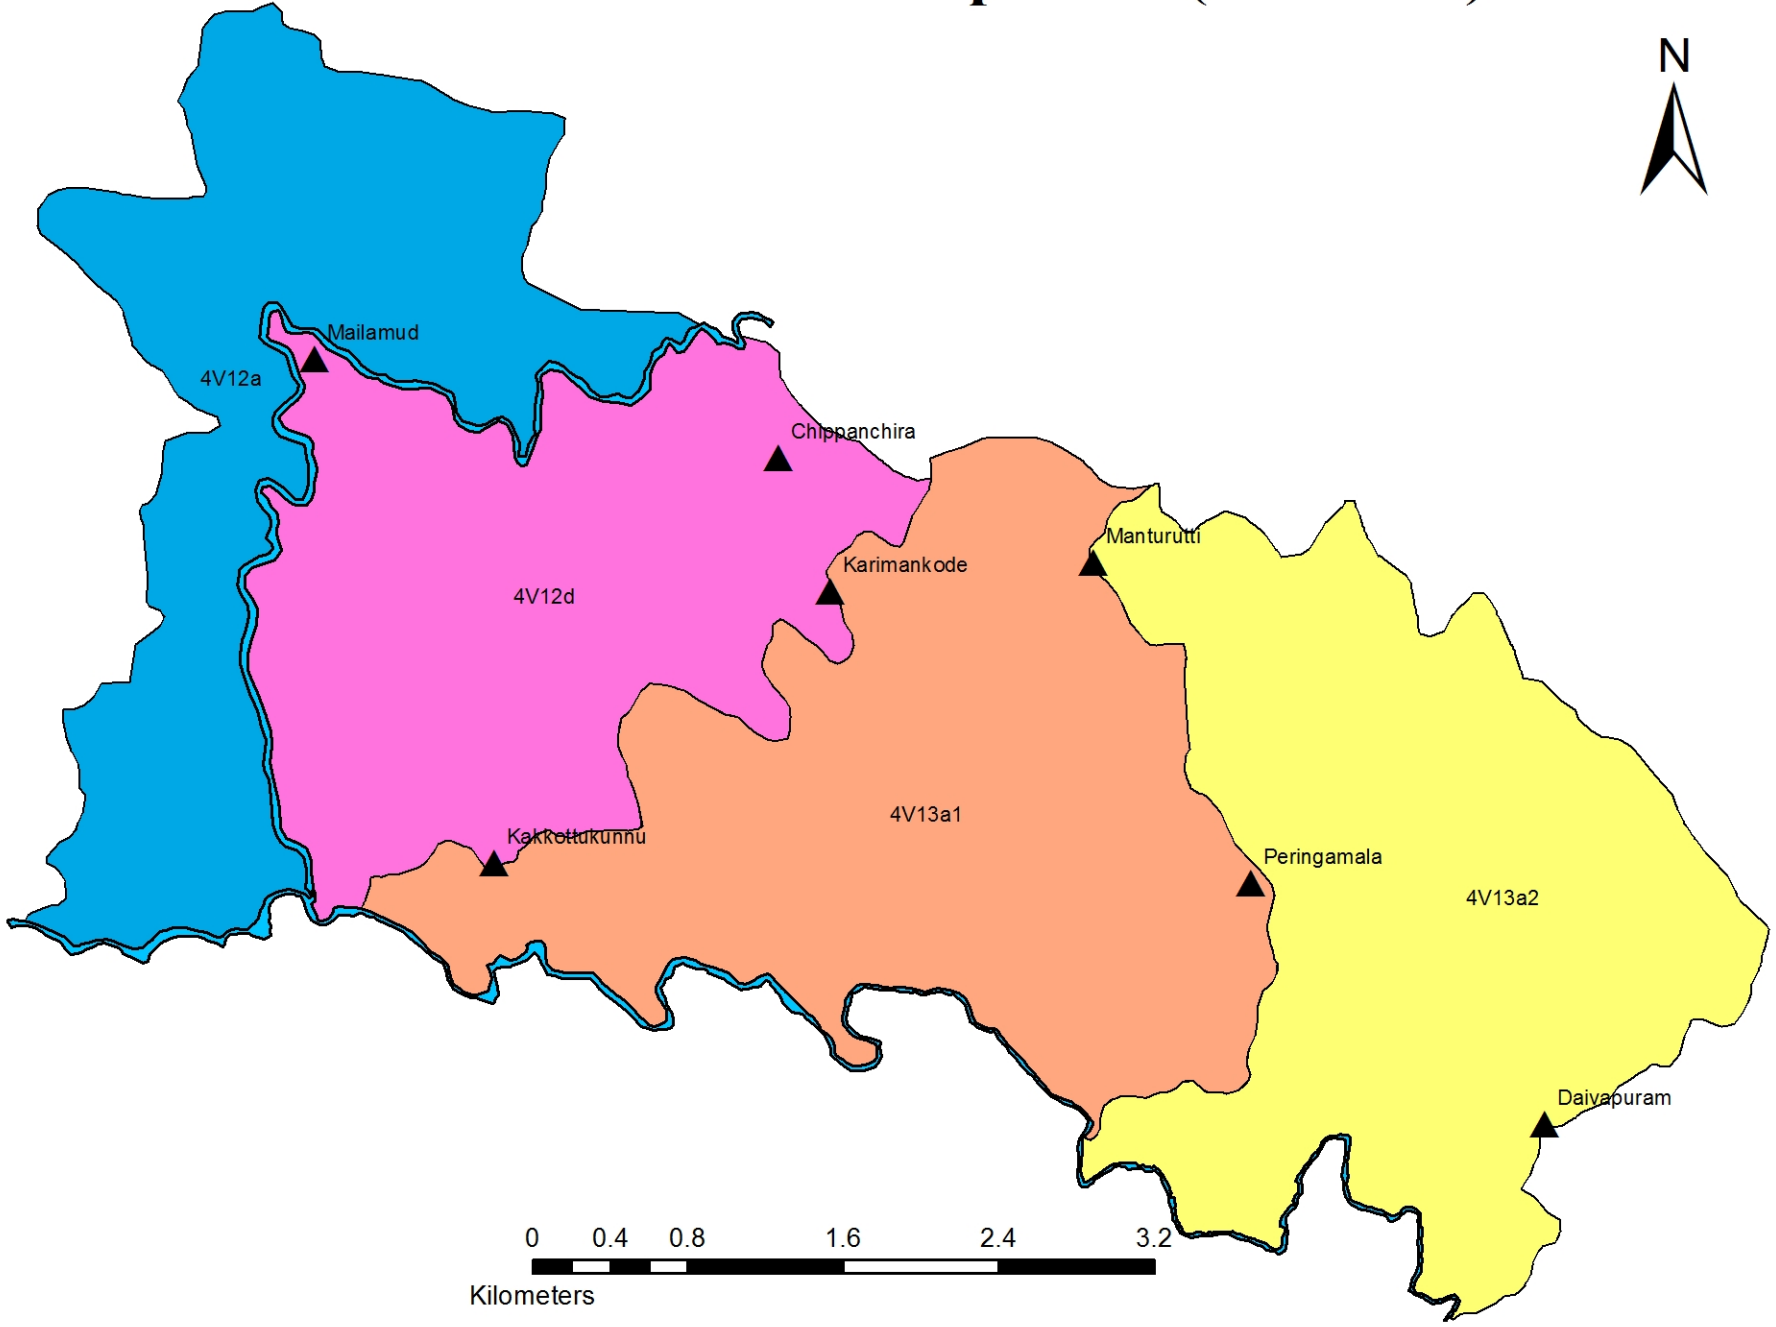 N
Mailamud
4V12a
Chippanchira
Manturutti
Karimankode
4V12d
4V13a1
Kakkottukunnu
Peringamala
4V13a2
Daivapuram
0 0.4 0.8 1.6 2.4 3.2
Kilometers